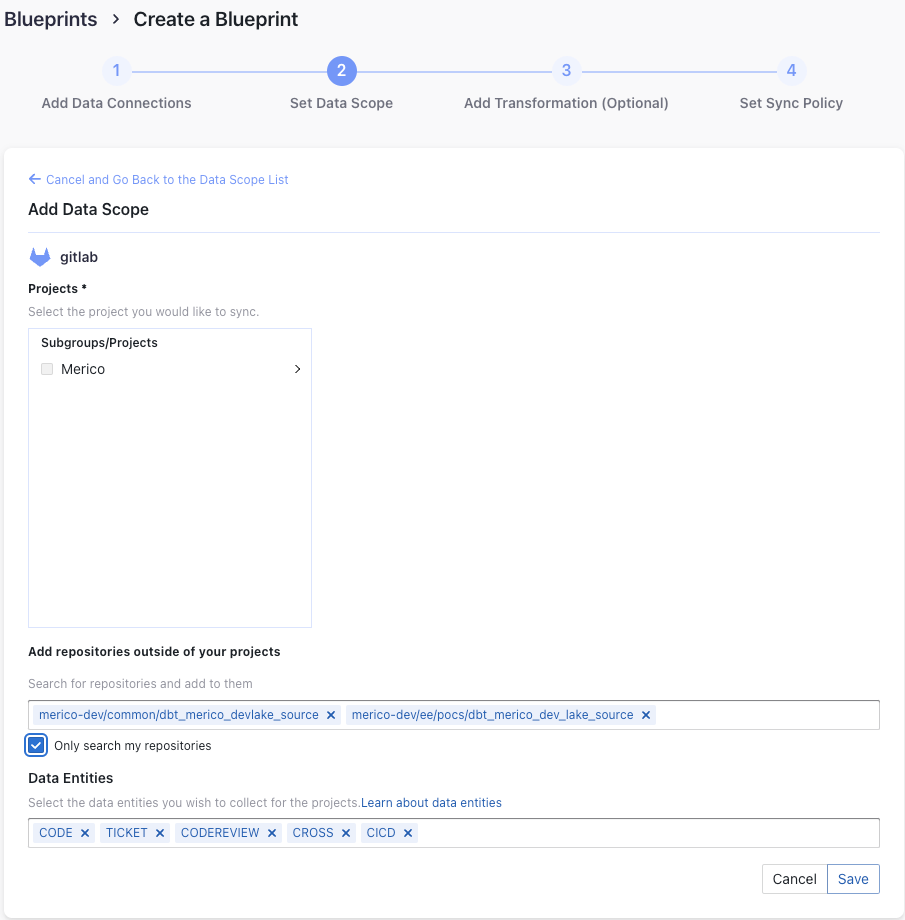 Blueprints > Create a Blueprint
1 2 3 4
Add Data Connections Set Data Scope Add Transformation (Optional) Set Sync Policy
← Cancel and Go Back to the Data Scope List
Add Data Scope
gitlab
Projects *
Select the project you would like to sync.
Subgroups/Projects
Merico >
Add repositories outside of your projects
Search for repositories and add to them
merico-dev/common/dbt_merico_devlake_source × merico-dev/ee/pocs/dbt_merico_dev_lake_source ×
Only search my repositories
Data Entities
Select the data entities you wish to collect for the projects.Learn about data entities
CODE × TICKET × CODEREVIEW × CROSS × CICD ×
Cancel Save